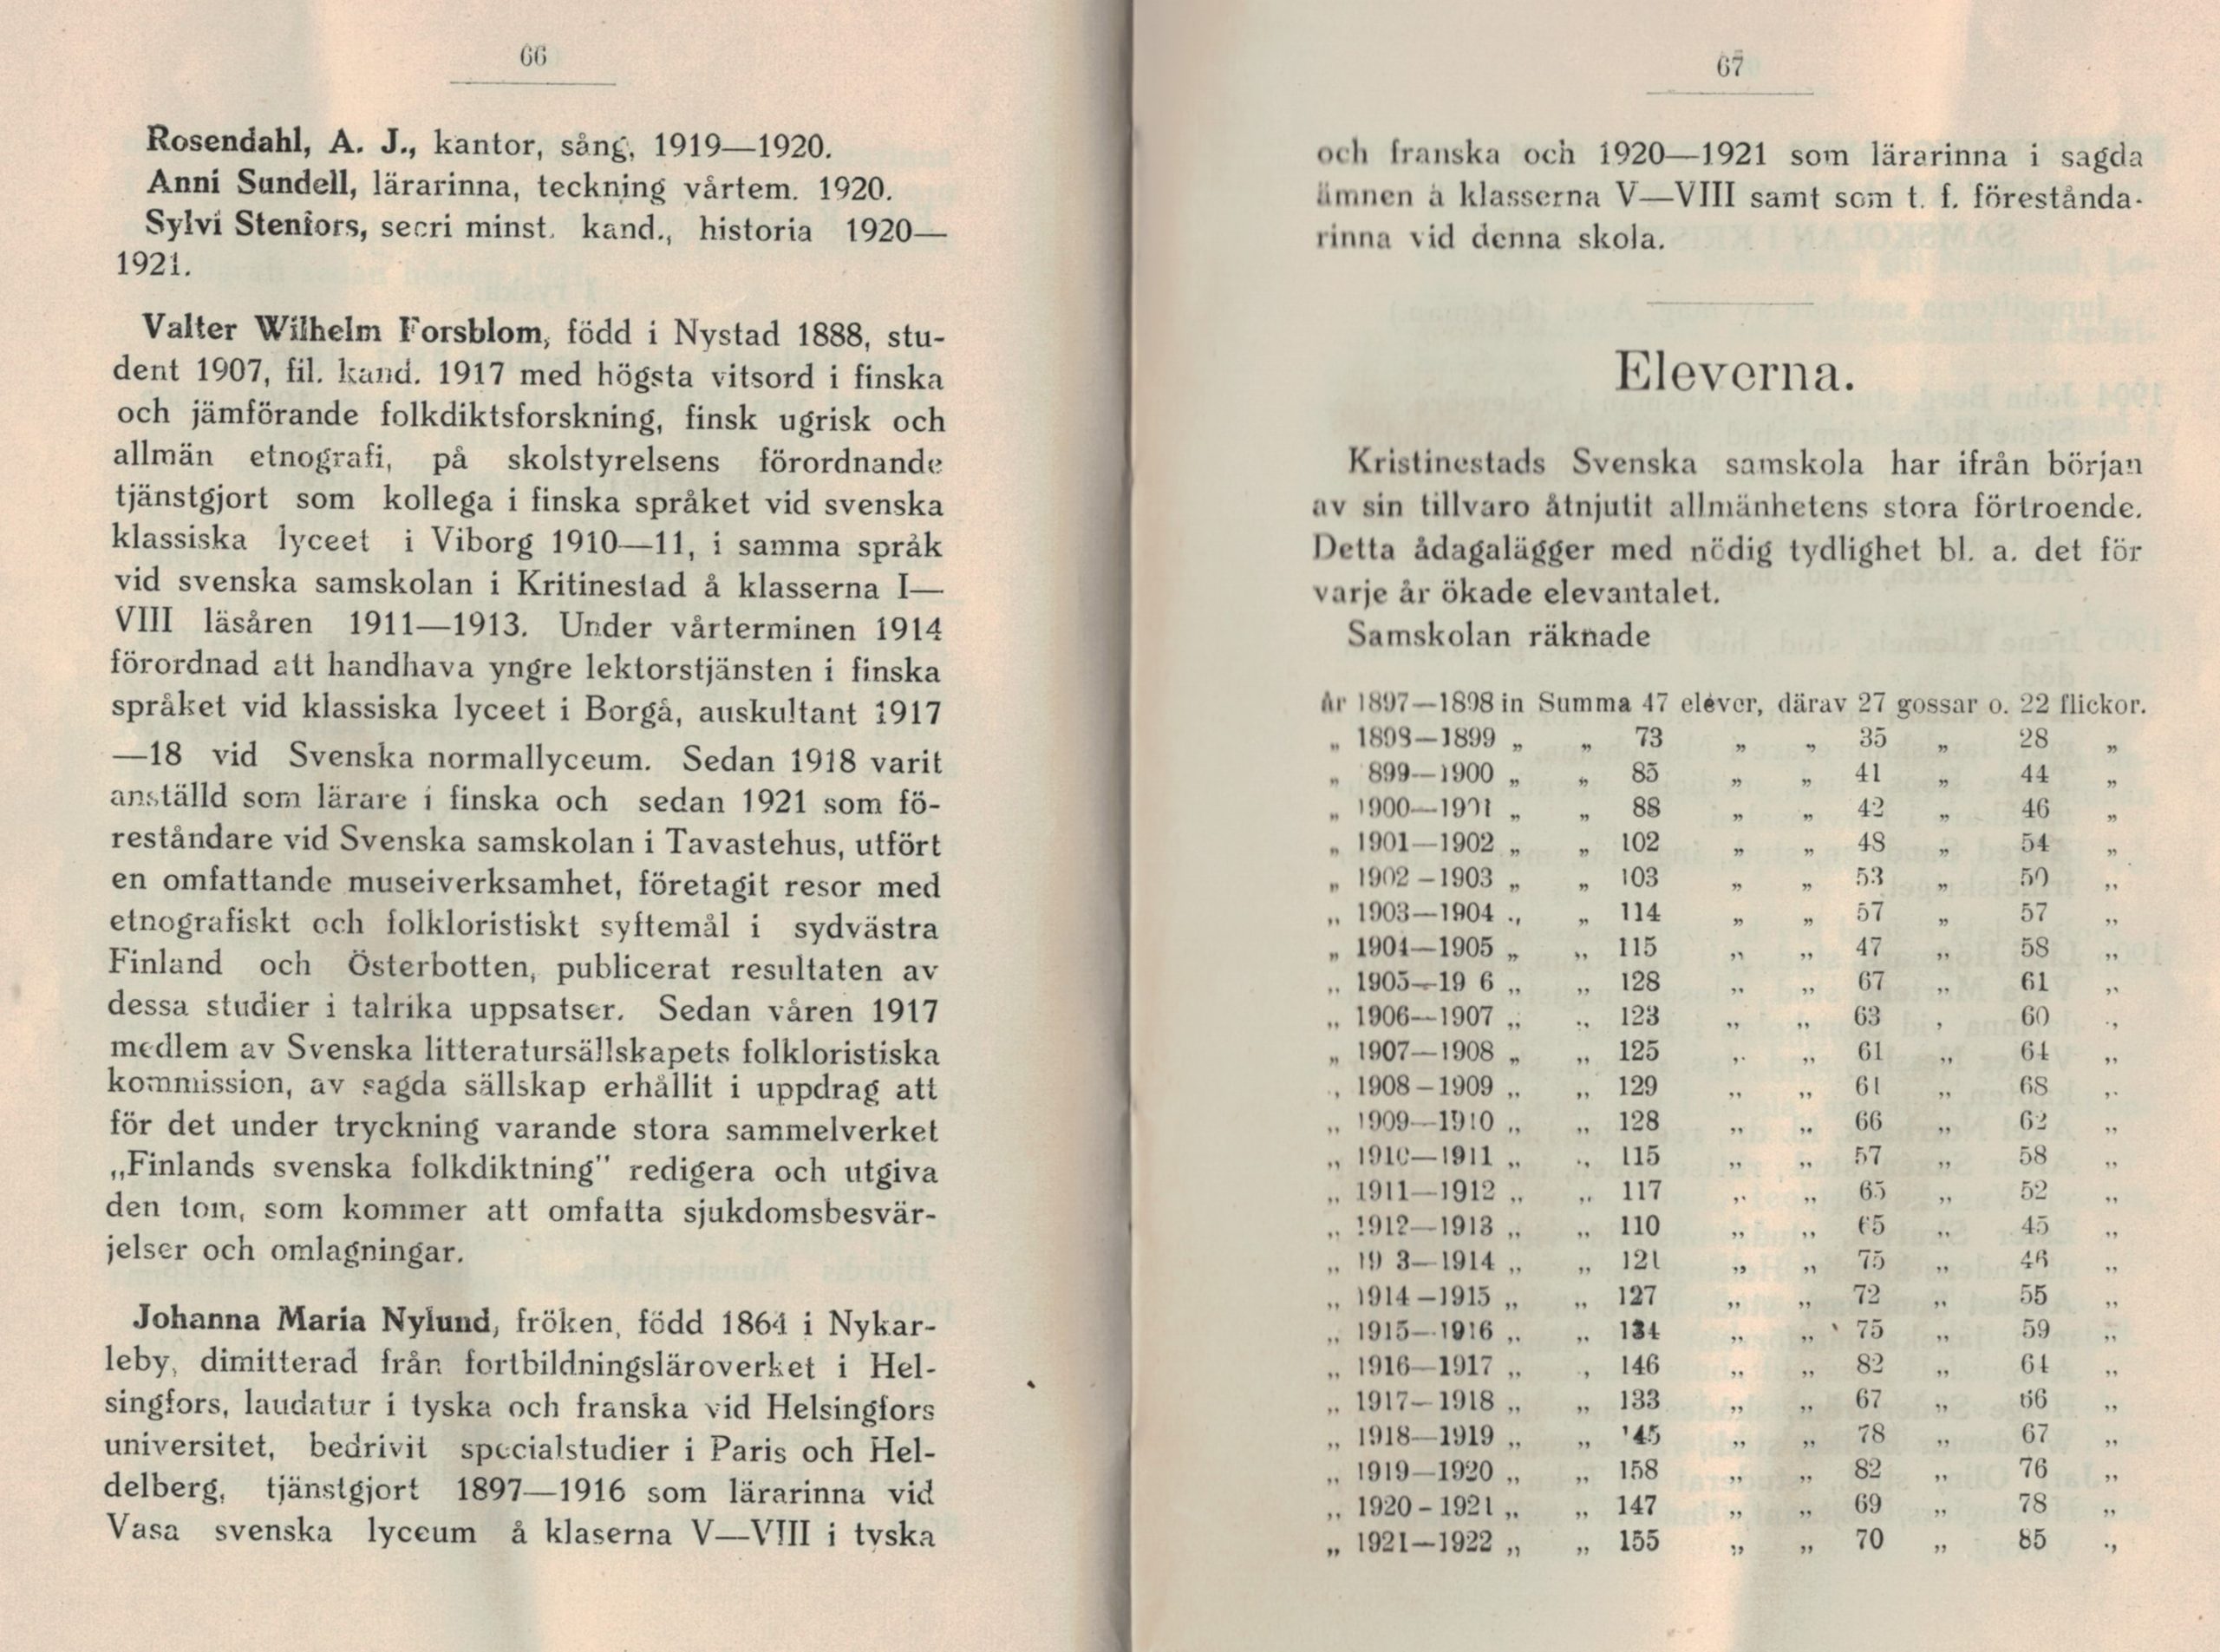 66
Rosendahl, A. J., kantor, sång, 1919—1920.
Anni Sundell, lärarinna, teckning vårtem. 1920.
Sylvi Stenfors, secri minst. kand., historia 1920—
1921.
Valter Wilhelm Forsblom, född i Nystad 1888, stu-
dent 1907, fil. kand. 1917 med högsta vitsord i finska
och jämförande folkdiktsforskning, finsk ugrisk och
allmän etnografi, på skolstyrelsens förordnande
tjänstgjort som kollega i finska språket vid svenska
klassiska lyceet i Viborg 1910—11, i samma språk
vid svenska samskolan i Kritinestad å klasserna I—
VIII läsåren 1911—1913. Under vårterminen 1914
förordnad att handhava yngre lektorstjänsten i finska
språket vid klassiska lyceet i Borgå, auskultant 1917
—18 vid Svenska normallyceum. Sedan 1918 varit
anställd som lärare i finska och sedan 1921 som fö-
reståndare vid Svenska samskolan i Tavastehus, utfört
en omfattande museiverksamhet, företagit resor med
etnografiskt och folkloristiskt syftemål i sydvästra
Finland och Österbotten, publicerat resultaten av
dessa studier i talrika uppsatser. Sedan våren 1917
medlem av Svenska litteratursällskapets folkloristiska
kommission, av sagda sällskap erhållit i uppdrag att
för det under tryckning varande stora sammelverket
„Finlands svenska folkdiktning" redigera och utgiva
den tom, som kommer att omfatta sjukdomsbesvär-
jelser och omlagningar.
Johanna Maria Nylund, fröken, född 1864 i Nykar-
leby, dimitterad från fortbildningsläroverket i Hel-
singfors, laudatur i tyska och franska vid Helsingfors
universitet, bedrivit specialstudier i Paris och Hel-
delberg, tjänstgjort 1897—1916 som lärarinna vid
Vasa svenska lyceum å klaserna V—VIII i tyska
67
och franska och 1920—1921 som lärarinna i sagda
ämnen å klasserna V—VIII samt som t. f. förestånda-
rinna vid denna skola.
Eleverna.
Kristinestads Svenska samskola har ifrån början
av sin tillvaro åtnjutit allmänhetens stora förtroende.
Detta ådagalägger med nödig tydlighet bl. a. det för
varje år ökade elevantalet.
Samskolan räknade
År 1897—1898 in Summa 47 elever, därav 27 gossar o. 22 flickor.
„ 1898—1899 „ „ 73 „ „ 35 „ 28 „
„ 899—1900 „ „ 85 „ „ 41 „ 44 „
„ 1900—1901 „ „ 88 „ „ 42 „ 46 „
„ 1901—1902 „ „ 102 „ „ 48 „ 54 „
„ 1902—1903 „ „ 103 „ „ 53 „ 50 „
„ 1903—1904 „ „ 114 „ „ 57 „ 57 „
„ 1904—1905 „ „ 115 „ „ 47 „ 58 „
„ 1905—19 6 „ „ 128 „ „ 67 „ 61 „
„ 1906—1907 „ „ 123 „ „ 63 , 60 „
„ 1907—1908 „ „ 125 „ „ 61 „ 64 „
„ 1908—1909 „ „ 129 „ „ 61 „ 68 „
„ 1909—1910 „ „ 128 „ „ 66 „ 62 „
„ 1910—1911 „ „ 115 „ „ 57 „ 58 „
„ 1911—1912 „ „ 117 „ „ 65 „ 52 „
„ 1912—1913 „ „ 110 „ „ 65 „ 45 „
„ 19 3—1914 „ „ 121 „ „ 75 „ 46 „
„ 1914—1915 „ „ 127 „ „ 72 „ 55 „
„ 1915—1916 „ „ 134 „ „ 75 „ 59 „
„ 1916—1917 „ , 146 „ „ 82 „ 64 „
„ 1917—1918 „ „ 133 „ „ 67 „ 66 „
„ 1918—1919 „ „ '45 „ „ 78 „ 67 „
„ 1919—1920 „ „ 158 „ „ 82 „ 76 „
„ 1920—1921 „ „ 147 „ „ 69 „ 78 „
„ 1921—1922 „ „ 155 „ „ 70 „ 85 „